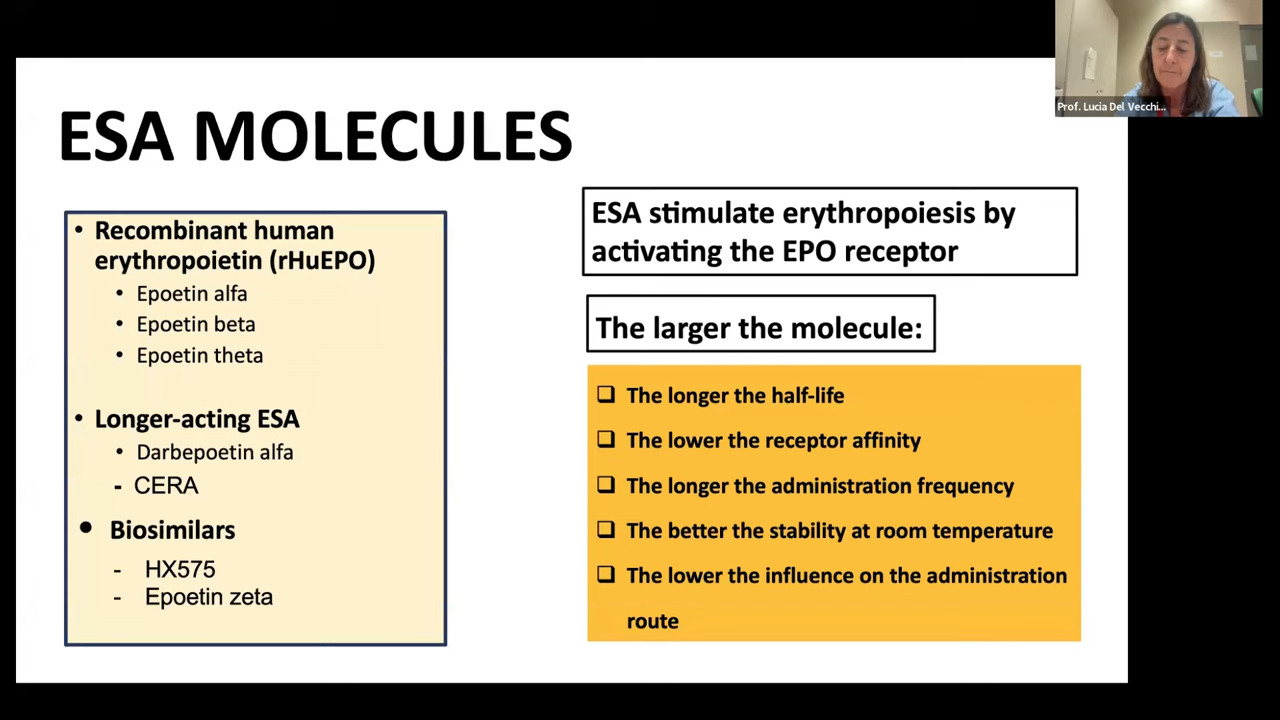 Prof. Lucia Del Vecchi...
ESA MOLECULES
• Recombinant human
erythropoietin (rHuEPO)
• Epoetin alfa
• Epoetin beta
• Epoetin theta
• Longer-acting ESA
• Darbepoetin alfa
- CERA
• Biosimilars
- HX575
- Epoetin zeta
ESA stimulate erythropoiesis by
activating the EPO receptor
The larger the molecule:
❑ The longer the half-life
❑ The lower the receptor affinity
❑ The longer the administration frequency
❑ The better the stability at room temperature
❑ The lower the influence on the administration
route